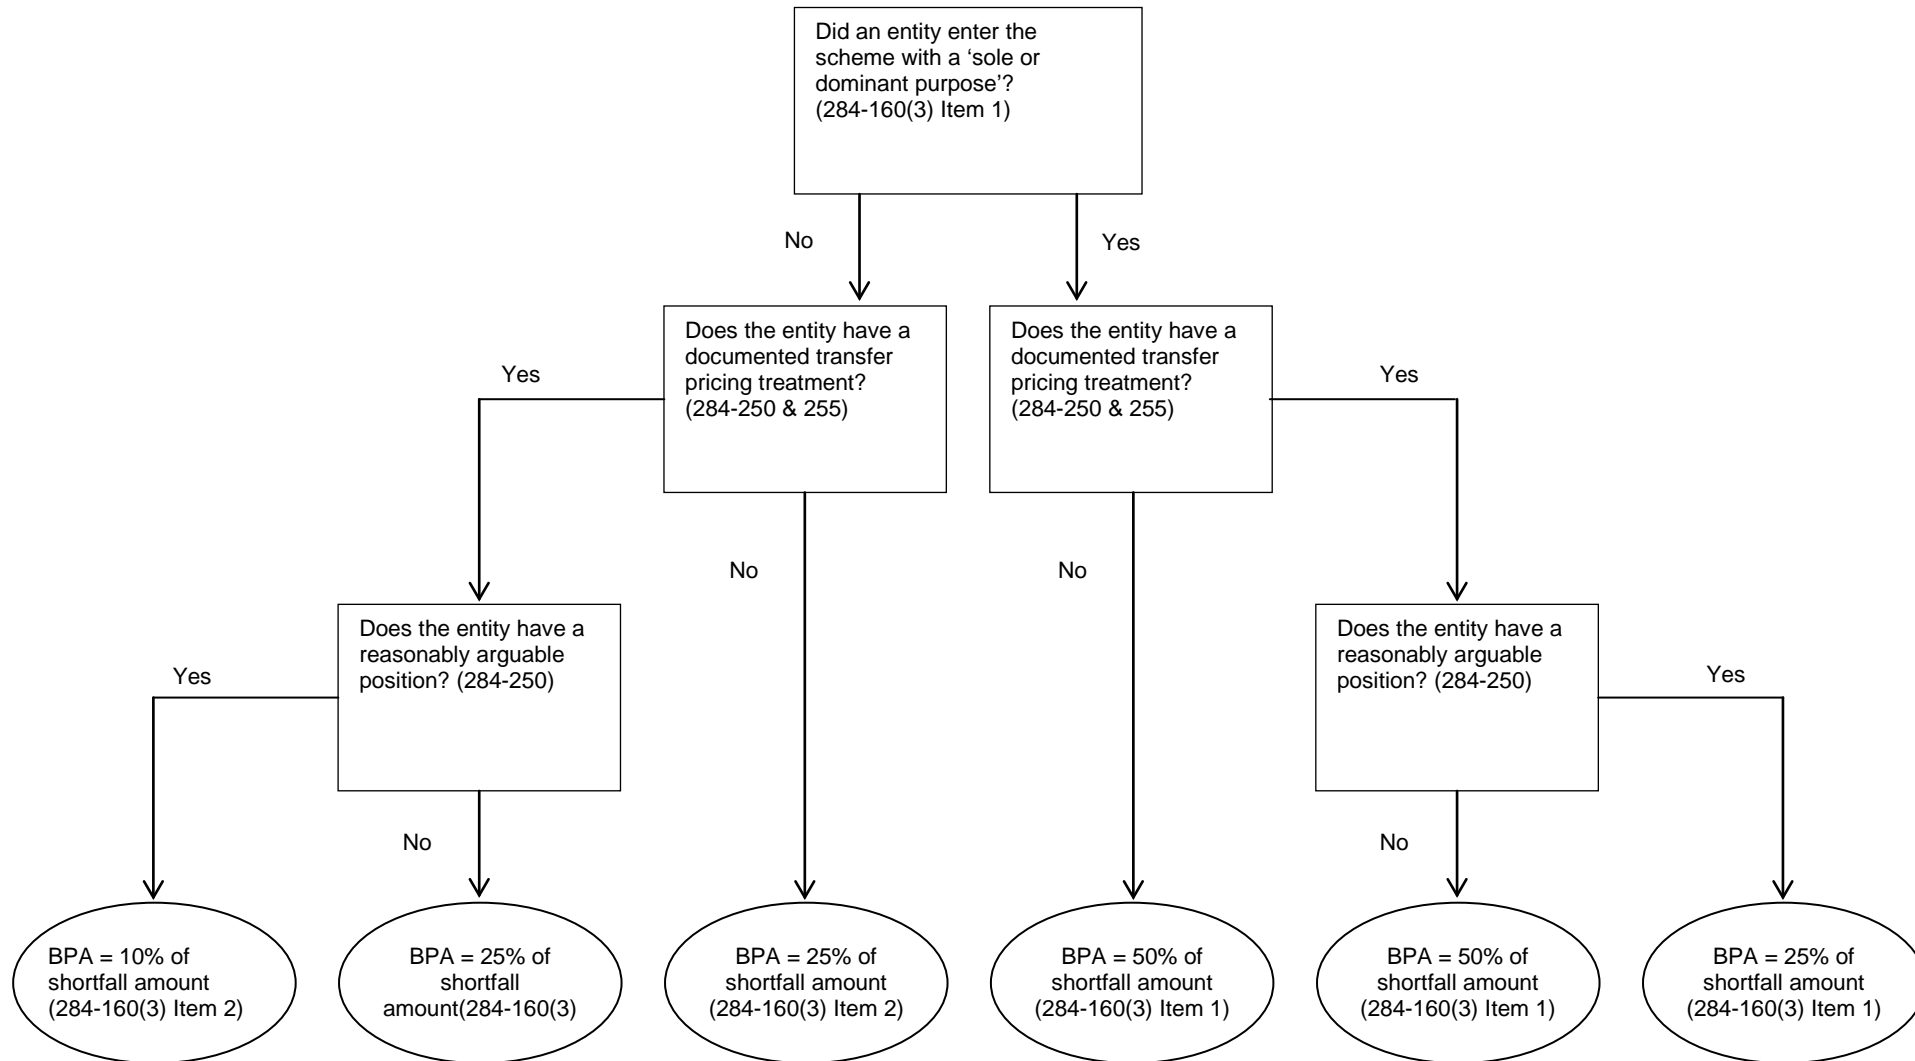 Did an entity enter the
scheme with a ‘sole or
dominant purpose’?
(284-160(3) Item 1)
No
Yes
Does the entity have a
documented transfer
pricing treatment?
(284-250 & 255)
Does the entity have a
documented transfer
pricing treatment?
(284-250 & 255)
Yes
Yes
No
No
Does the entity have a
reasonably arguable
position? (284-250)
Does the entity have a
reasonably arguable
position? (284-250)
Yes
Yes
No
No
BPA = 10% of
shortfall amount
(284-160(3) Item 2)
BPA = 25% of
shortfall
amount(284-160(3)
BPA = 25% of
shortfall amount
(284-160(3) Item 2)
BPA = 50% of
shortfall amount
(284-160(3) Item 1)
BPA = 50% of
shortfall amount
(284-160(3) Item 1)
BPA = 25% of
shortfall amount
(284-160(3) Item 1)